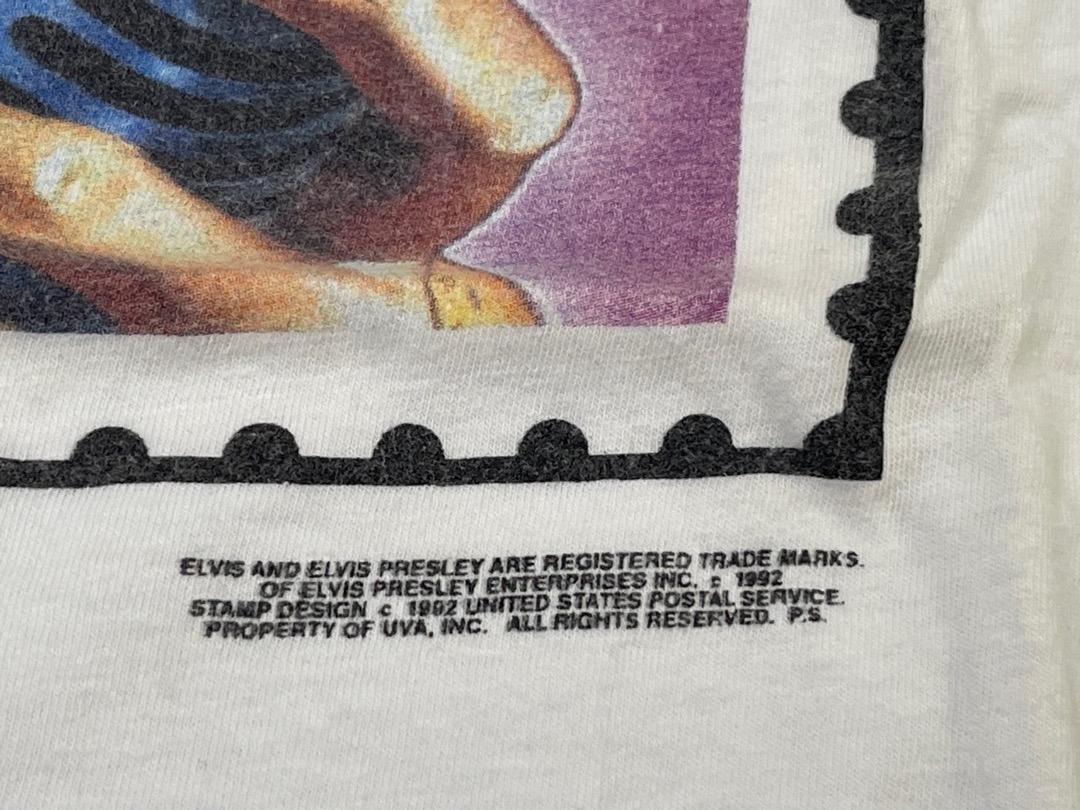 ELVIS AND ELVIS PRESLEY ARE REGISTERED TRADE MARKS.
OF ELVIS PRESLEY ENTERPRISES INC. c 1992
STAMP DESIGN c 1992 UNITED STATES POSTAL SERVICE.
PROPERTY OF UVA, INC. ALL RIGHTS RESERVED. P.S.